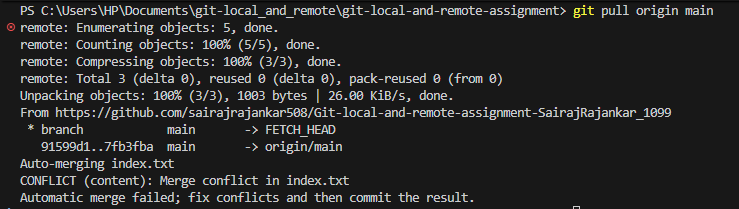 PS C:\Users\HP\Documents\git-local_and_remote\git-local-and-remote-assignment> git pull origin main
remote: Enumerating objects: 5, done.
remote: Counting objects: 100% (5/5), done.
remote: Compressing objects: 100% (3/3), done.
remote: Total 3 (delta 0), reused 0 (delta 0), pack-reused 0 (from 0)
Unpacking objects: 100% (3/3), 1003 bytes | 26.00 KiB/s, done.
From https://github.com/sairajrajankar508/Git-local-and-remote-assignment-SairajRajankar_1099
 * branch            main       -> FETCH_HEAD
   91599d1..7fb3fba  main       -> origin/main
Auto-merging index.txt
CONFLICT (content): Merge conflict in index.txt
Automatic merge failed; fix conflicts and then commit the result.